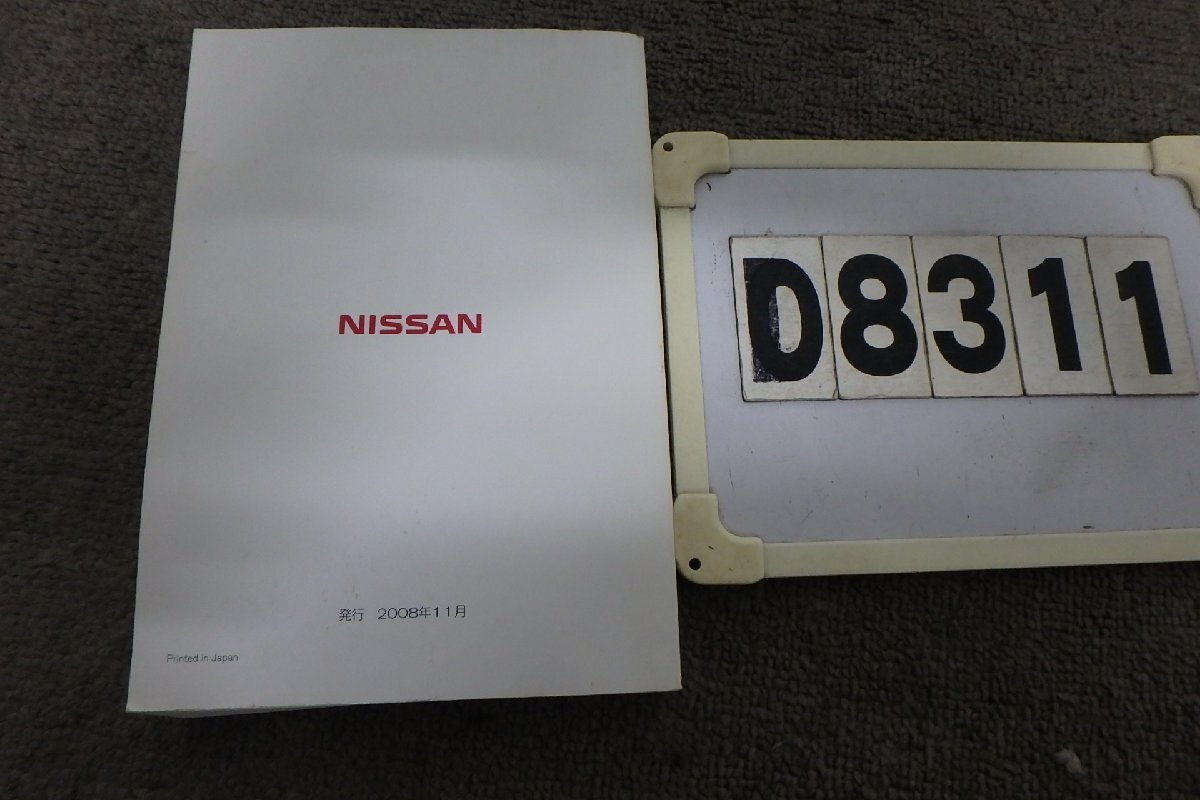 NISSAN
発行 2008年11月
Printed in Japan
D8311